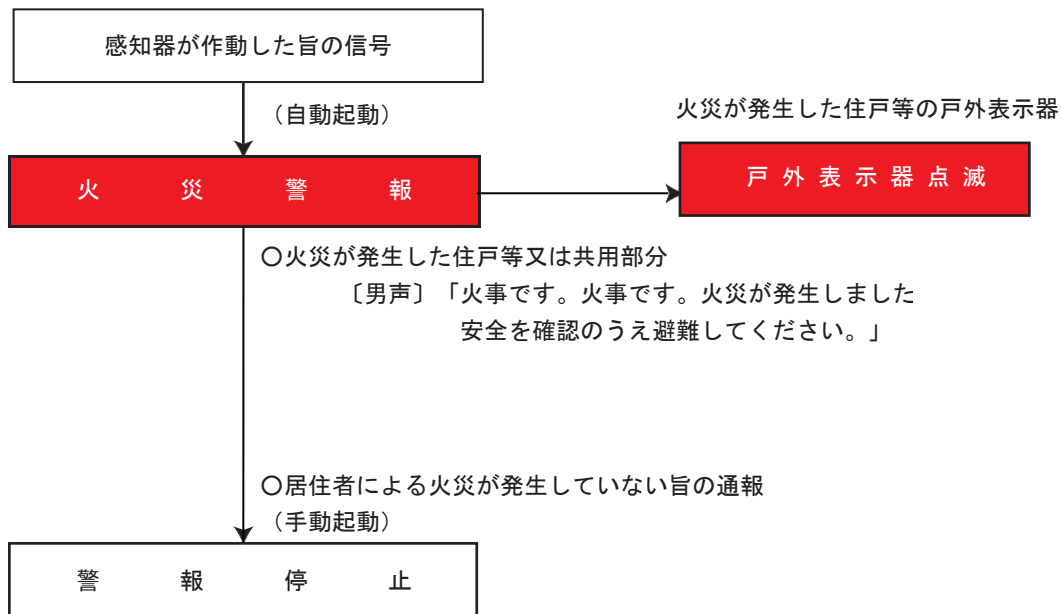 感知器が作動した旨の信号
（自動起動）
火災が発生した住戸等の戸外表示器
火災警報
戸外表示器点滅
〇火災が発生した住戸等又は共用部分
〔男声〕「火事です。火事です。火災が発生しました
安全を確認のうえ避難してください。」
〇居住者による火災が発生していない旨の通報
（手動起動）
警報停止